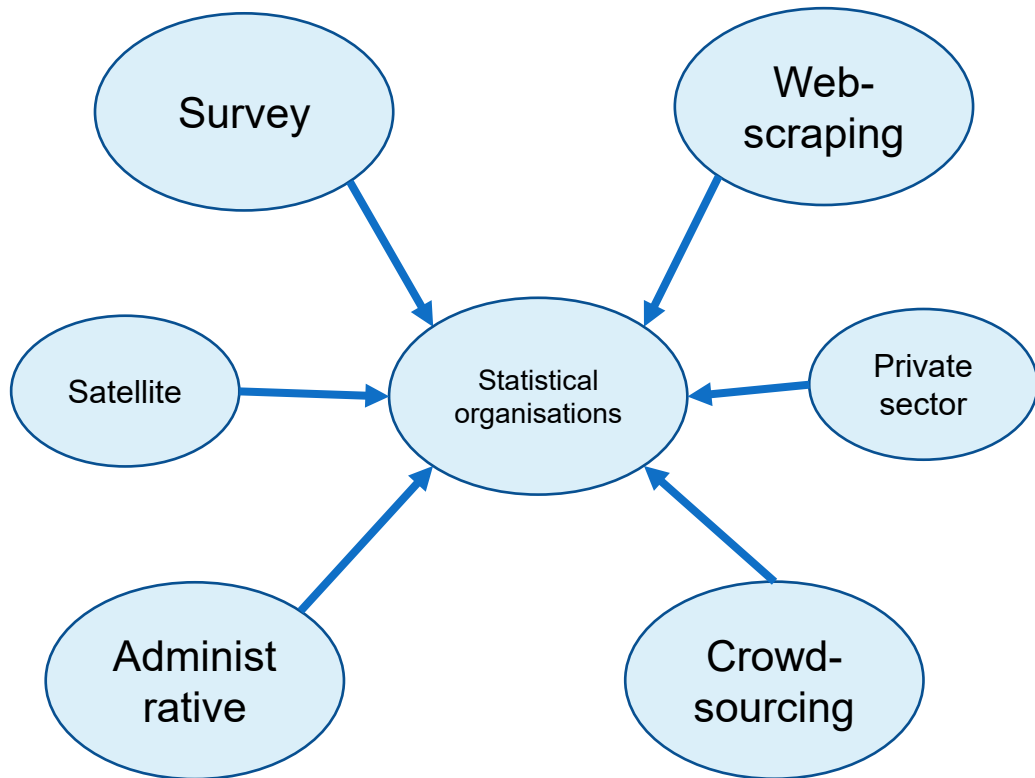 Survey
Web-
scraping
Satellite
Statistical
organisations
Private
sector
Administ
rative
Crowd-
sourcing